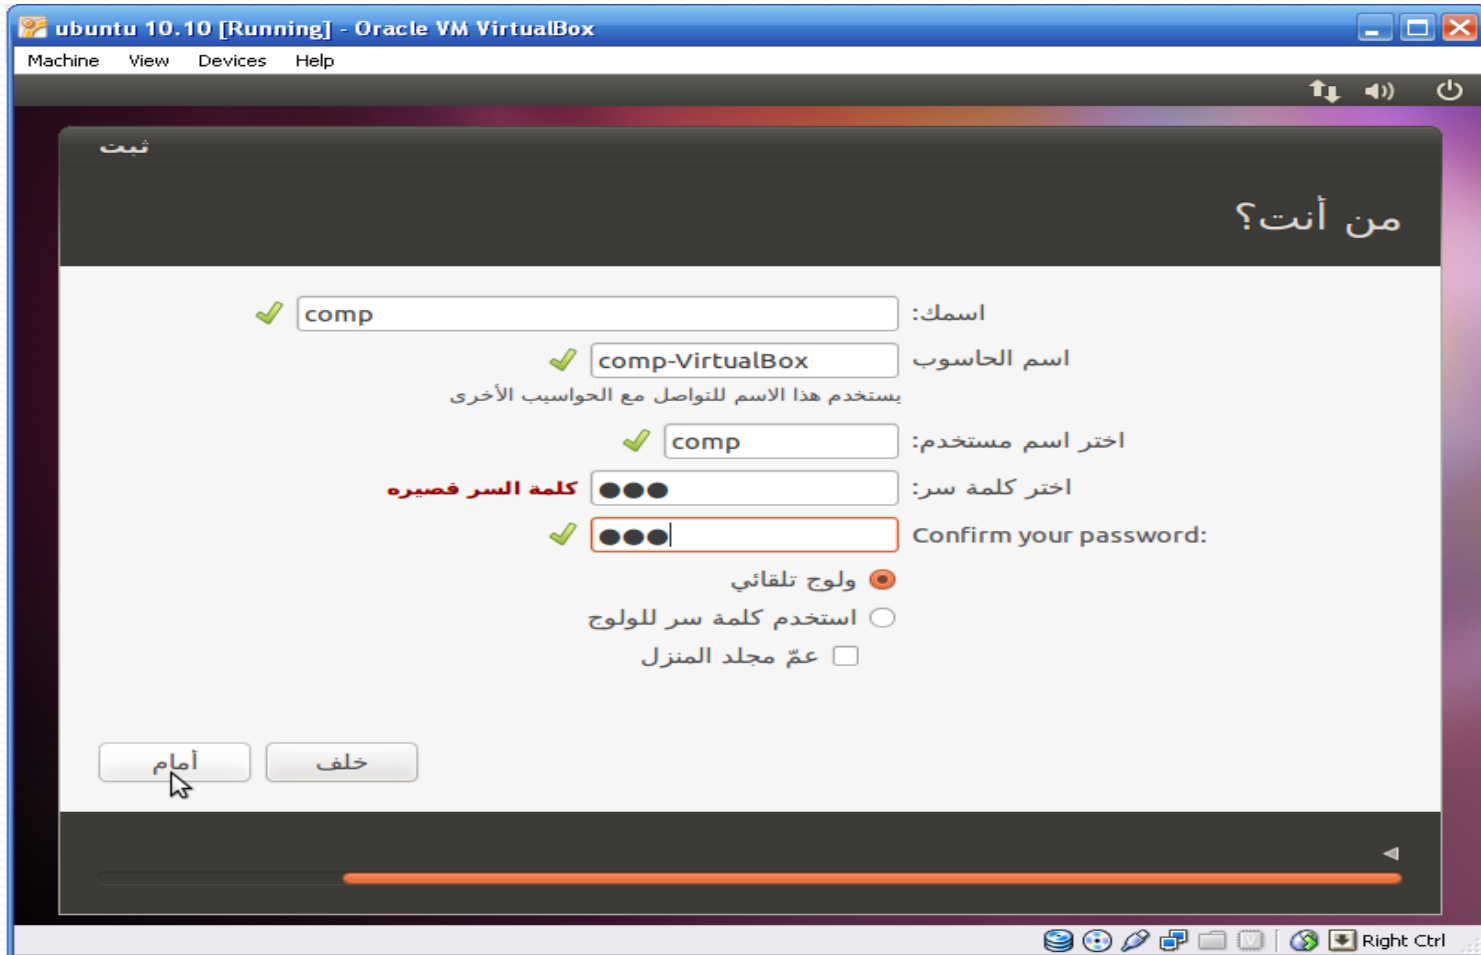 ubuntu 10.10 [Running] - Oracle VM VirtualBox
Machine View Devices Help
ثبت
من أنت؟
اسمك: comp
اسم الحاسوب comp-VirtualBox
يستخدم هذا الاسم للتواصل مع الحواسيب الأخرى
اختر اسم مستخدم: comp
اختر كلمة سر: ●●● كلمة السر قصيره
Confirm your password: ●●●
ولوج تلقائي
استخدم كلمة سر للولوج
عمّ مجلد المنزل
خلف أمام
Right Ctrl